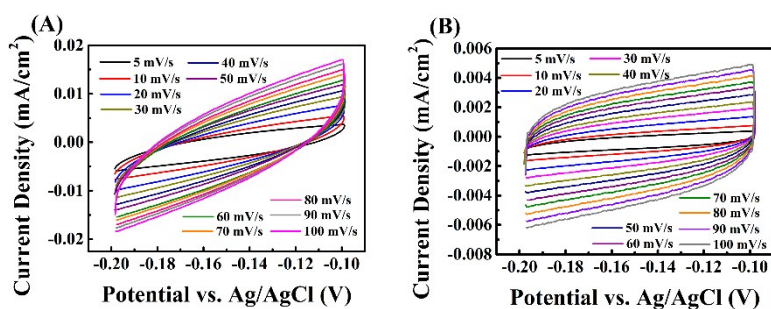 (A)
Current Density (mA/cm²)
0.02
0.01
0.00
-0.01
-0.02
5 mV/s
10 mV/s
20 mV/s
30 mV/s
40 mV/s
50 mV/s
60 mV/s
70 mV/s
80 mV/s
90 mV/s
100 mV/s
-0.20 -0.18 -0.16 -0.14 -0.12 -0.10
Potential vs. Ag/AgCl (V)
(B)
Current Density (mA/cm²)
0.006
0.004
0.002
0.000
-0.002
-0.004
-0.006
-0.008
5 mV/s
10 mV/s
20 mV/s
30 mV/s
40 mV/s
50 mV/s
60 mV/s
70 mV/s
80 mV/s
90 mV/s
100 mV/s
-0.20 -0.18 -0.16 -0.14 -0.12 -0.10
Potential vs. Ag/AgCl (V)